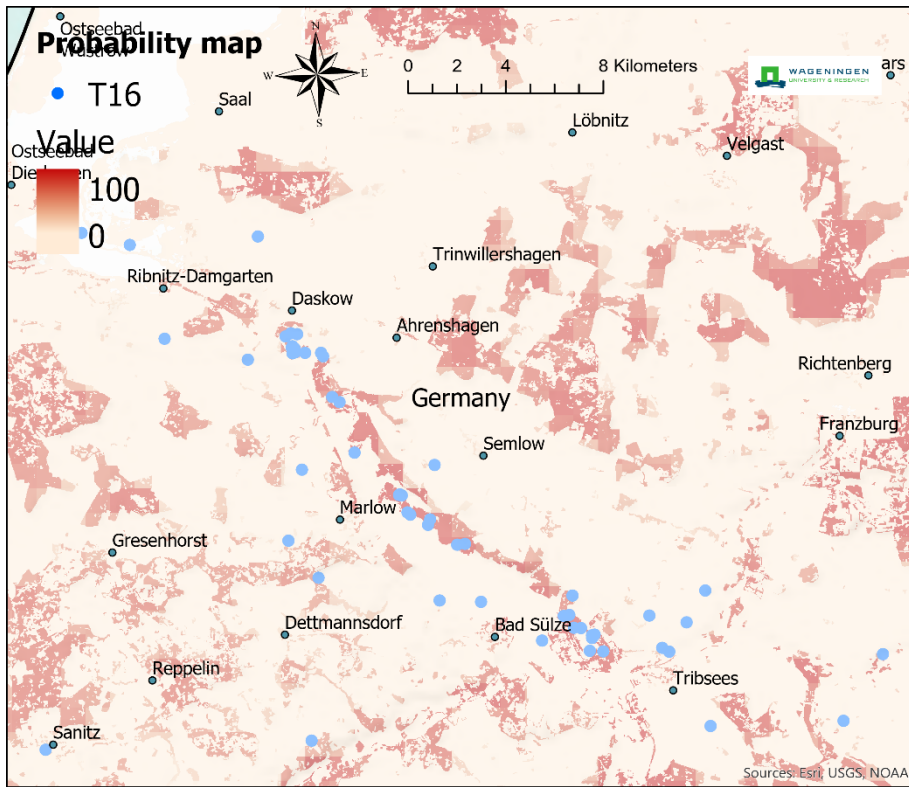 Ostseebad
Wustrow
Probability map
T16
Value
100
0
N
W
E
S
0 2 4 8 Kilometers
WAGENINGEN
UNIVERSITY & RESEARCH
ars
Saal
Löbnitz
Velgast
Ostseebad
Trinwillershagen
Ribnitz-Damgarten
Daskow
Ahrenshagen
Richtenberg
Germany
Franzburg
Semlow
Marlow
Gresenhorst
Dettmannsdorf
Bad Sülze
Reppelin
Tribsees
Sanitz
Sources: Esri, USGS, NOAA